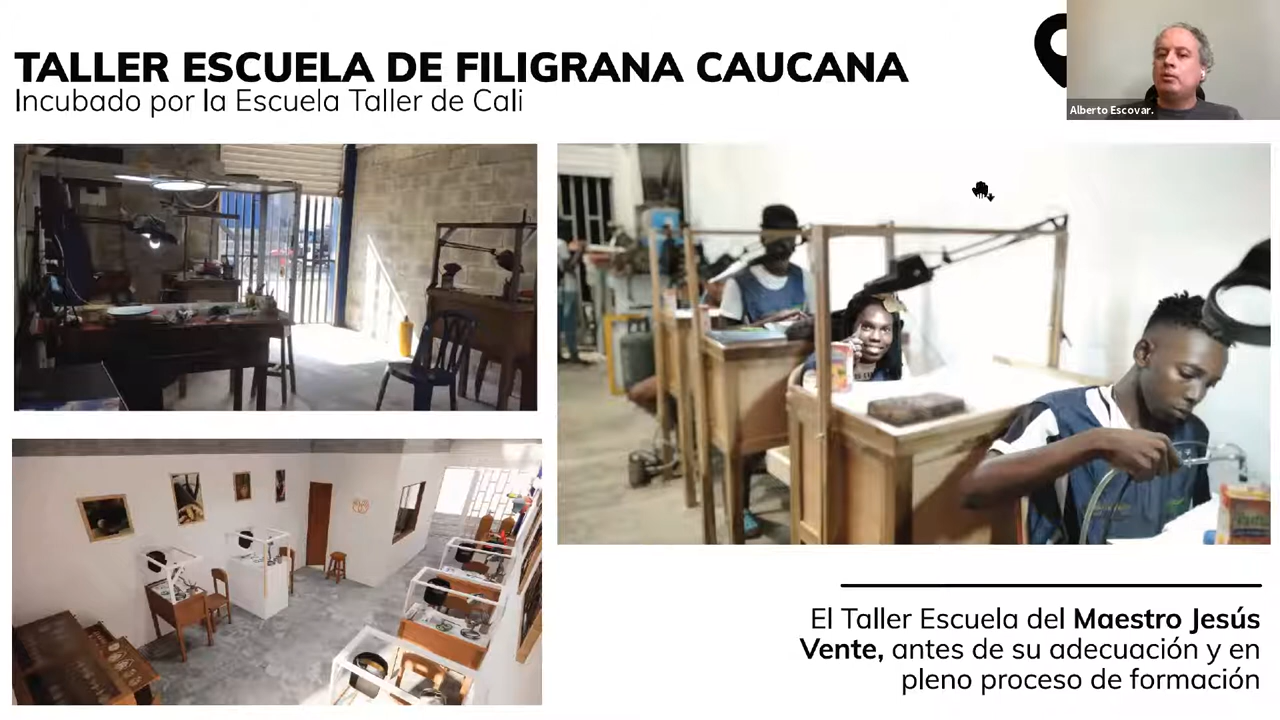 TALLER ESCUELA DE FILIGRANA CAUCANA
Incubado por la Escuela Taller de Cali
Alberto Escovar.
El Taller Escuela del Maestro Jesús
Vente, antes de su adecuación y en
pleno proceso de formación